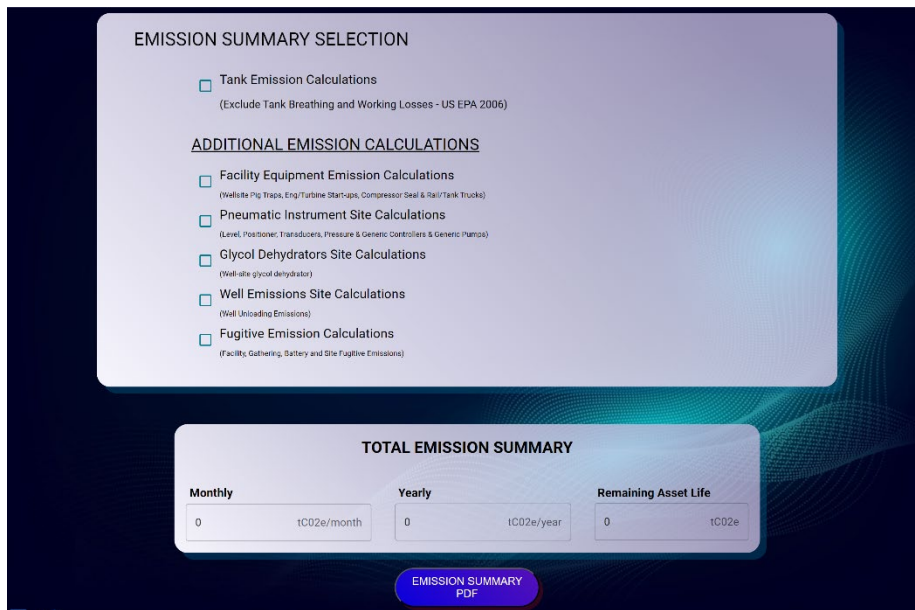 EMISSION SUMMARY SELECTION
Tank Emission Calculations
(Exclude Tank Breathing and Working Losses - US EPA 2006)
ADDITIONAL EMISSION CALCULATIONS
Facility Equipment Emission Calculations
(Wellsite Pig Traps, Eng/Turbine Start-ups, Compressor Seal & Rail/Tank Trucks)
Pneumatic Instrument Site Calculations
(Level, Positioner, Transducers, Pressure & Generic Controllers & Generic Pumps)
Glycol Dehydrators Site Calculations
(Well-site glycol dehydrator)
Well Emissions Site Calculations
(Well Unloading Emissions)
Fugitive Emission Calculations
(Facility, Gathering, Battery and Site Fugitive Emissions)
TOTAL EMISSION SUMMARY
Monthly Yearly Remaining Asset Life
0 tC02e/month 0 tC02e/year 0 tC02e
EMISSION SUMMARY
PDF